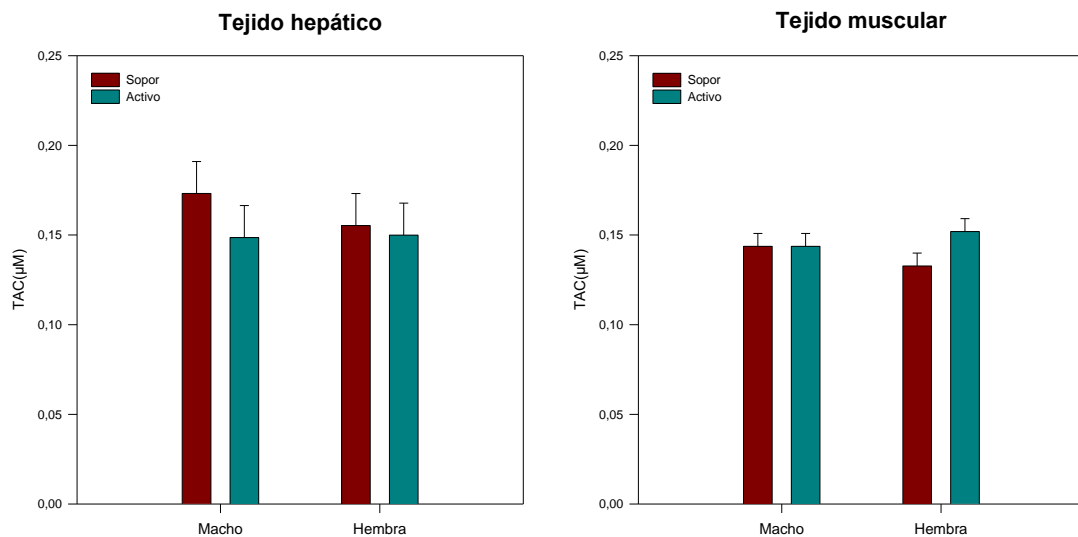 Tejido hepático
0,25
0,20
0,15
0,10
0,05
0,00
TAC(µM)
Sopor
Activo
Macho
Hembra
Tejido muscular
0,25
0,20
0,15
0,10
0,05
0,00
TAC(µM)
Sopor
Activo
Macho
Hembra